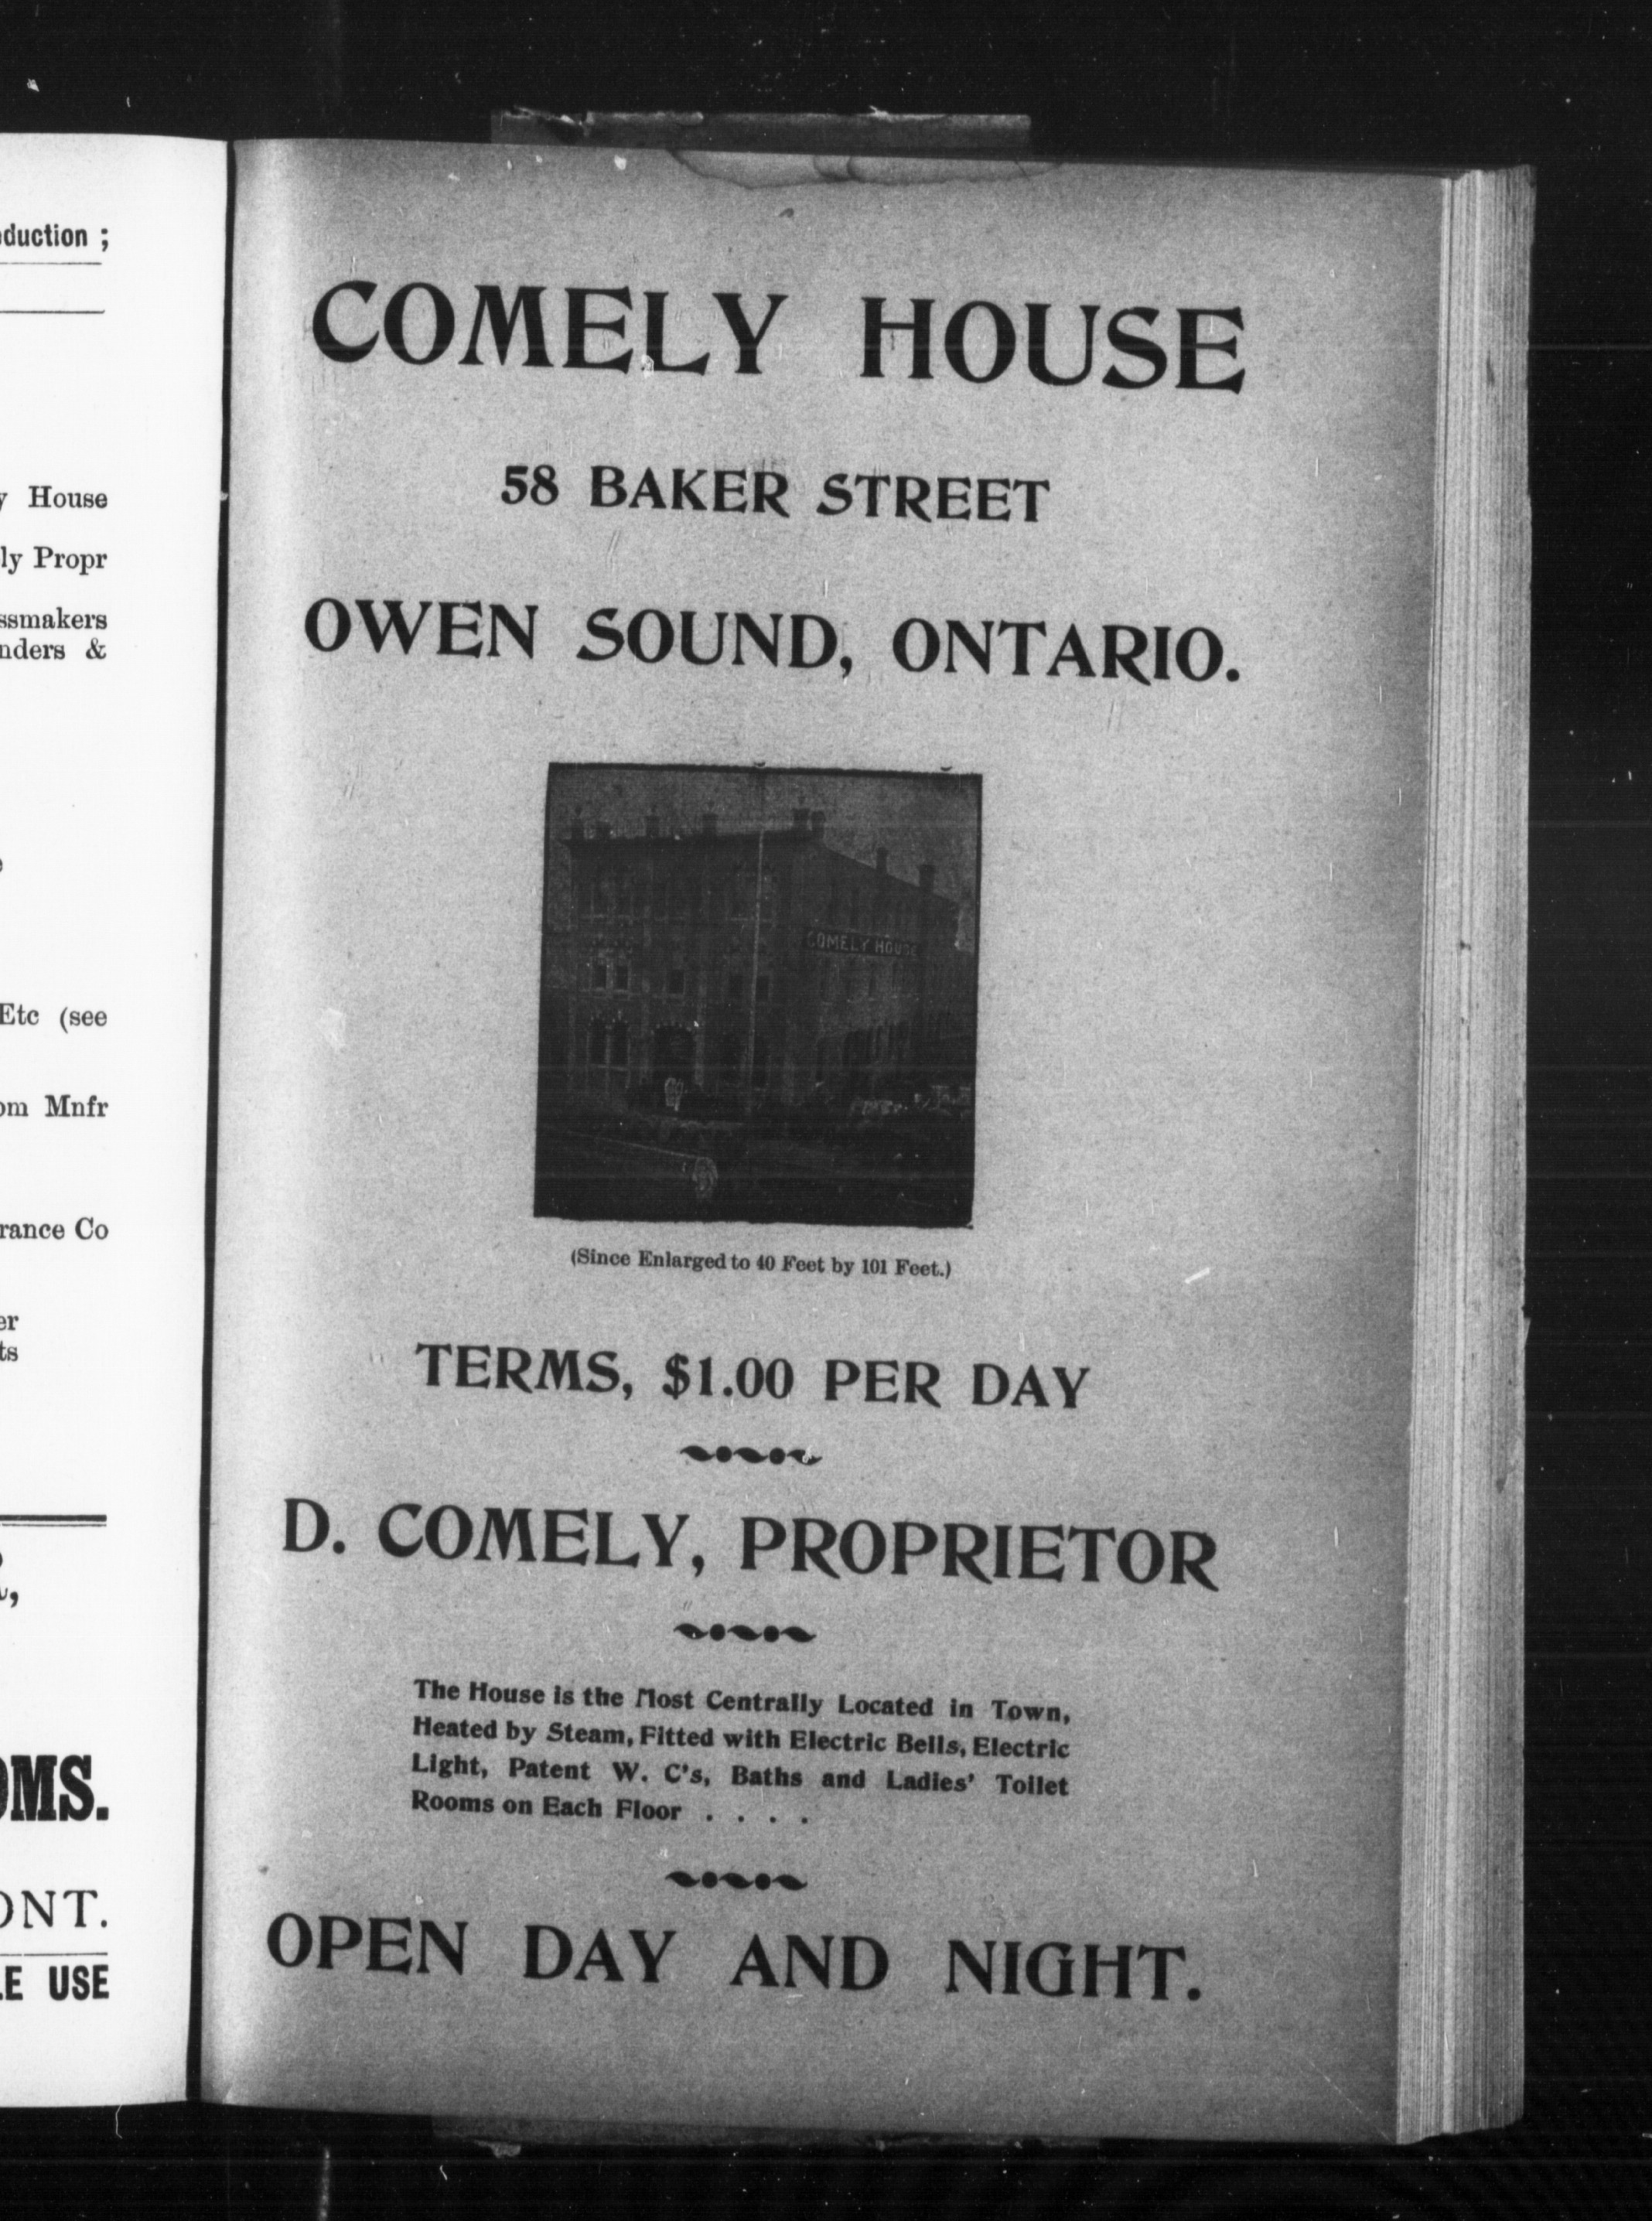 oduction ;
House
ly Propr
ssmakers
nders &
Etc (see
om Mnfr
rance Co
er
ts
OMS.
ONT.
LE USE
COMELY HOUSE
58 BAKER STREET
OWEN SOUND, ONTARIO.
COMELY HOUSE
(Since Enlarged to 40 Feet by 101 Feet.)
TERMS, $1.00 PER DAY
D. COMELY, PROPRIETOR
The House is the Most Centrally Located in Town,
Heated by Steam, Fitted with Electric Bells, Electric
Light, Patent W. C's, Baths and Ladies' Toilet
Rooms on Each Floor . . . .
OPEN DAY AND NIGHT.